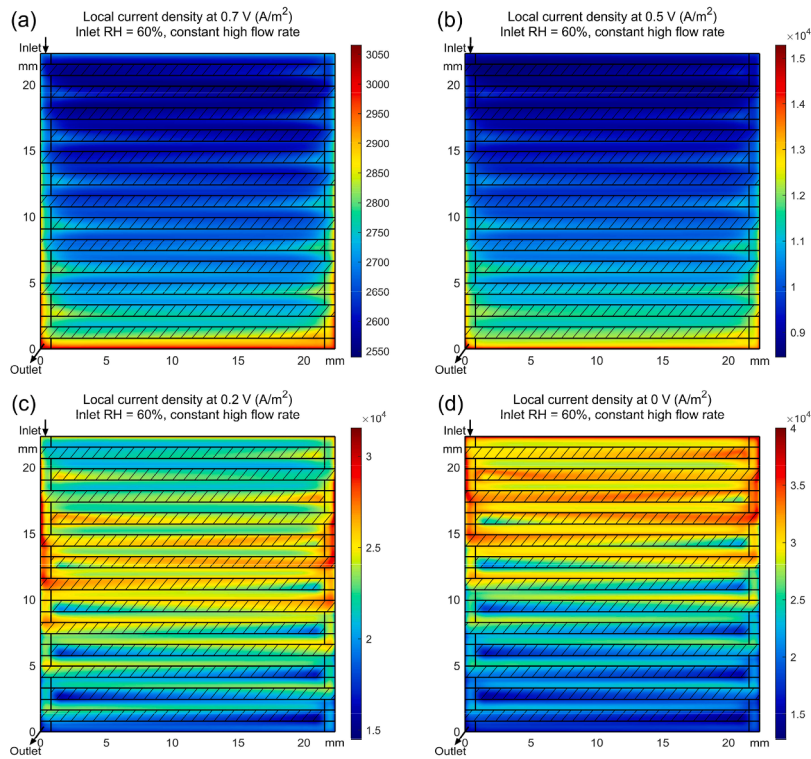 (a)
Local current density at 0.7 V (A/m²)
Inlet RH = 60%, constant high flow rate
Inlet
mm
20
15
10
5
0
0
5
10
15
20
mm
Outlet
3050
3000
2950
2900
2850
2800
2750
2700
2650
2600
2550
(b)
Local current density at 0.5 V (A/m²)
Inlet RH = 60%, constant high flow rate
Inlet
mm
20
15
10
5
0
0
5
10
15
20
mm
Outlet
×10⁴
1.5
1.4
1.3
1.2
1.1
1
0.9
(c)
Local current density at 0.2 V (A/m²)
Inlet RH = 60%, constant high flow rate
Inlet
mm
20
15
10
5
0
0
5
10
15
20
mm
Outlet
×10⁴
3
2.5
2
1.5
(d)
Local current density at 0 V (A/m²)
Inlet RH = 60%, constant high flow rate
Inlet
mm
20
15
10
5
0
0
5
10
15
20
mm
Outlet
×10⁴
4
3.5
3
2.5
2
1.5